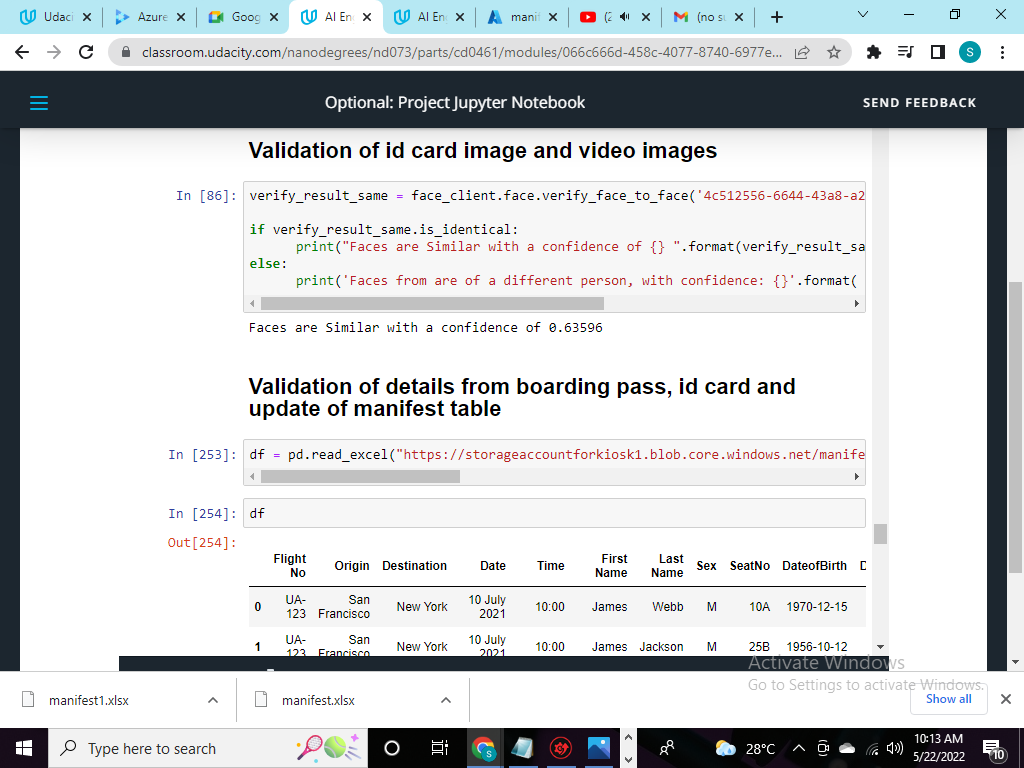 Udaci
Azure
Goog
AI En
AI En
manif
(2
(no su
classroom.udacity.com/nanodegrees/nd073/parts/cd0461/modules/066c666d-458c-4077-8740-6977e...
S
Optional: Project Jupyter Notebook
SEND FEEDBACK
Validation of id card image and video images
In [86]:
verify_result_same = face_client.face.verify_face_to_face('4c512556-6644-43a8-a2
if verify_result_same.is_identical:
print("Faces are Similar with a confidence of {} ".format(verify_result_sa
else:
print('Faces from are of a different person, with confidence: {}'.format(
Faces are Similar with a confidence of 0.63596
Validation of details from boarding pass, id card and
update of manifest table
In [253]:
df = pd.read_excel("https://storageaccountforkiosk1.blob.core.windows.net/manife
In [254]:
df
Out[254]:
Flight No Origin Destination Date Time First Name Last Name Sex SeatNo DateofBirth D
0 UA-123 San Francisco New York 10 July 2021 10:00 James Webb M 10A 1970-12-15
1 UA-123 San Francisco New York 10 July 2021 10:00 James Jackson M 25B 1956-10-12
Activate Windows
Go to Settings to activate Windows.
manifest1.xlsx
manifest.xlsx
Show all
Type here to search
S
28°C
10:13 AM
5/22/2022
10